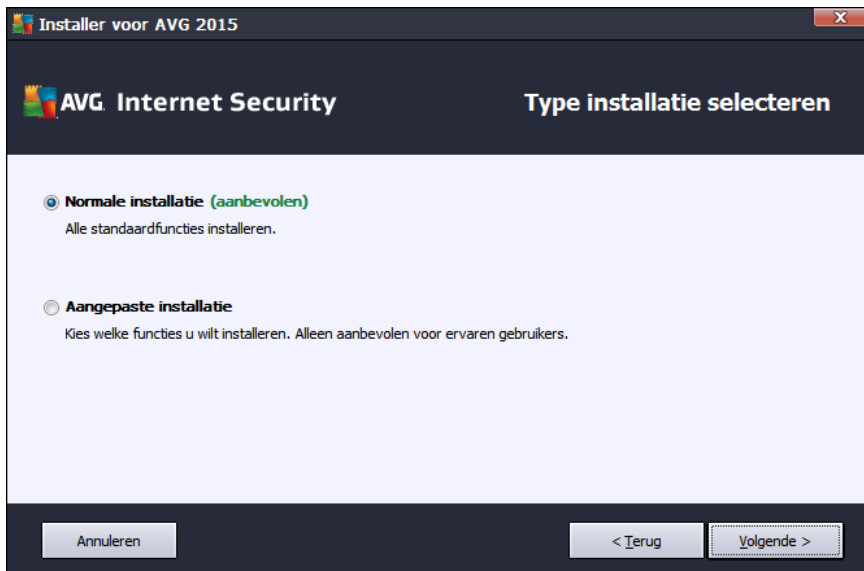 Installer voor AVG 2015
X
AVG Internet Security
Type installatie selecteren
Normale installatie (aanbevolen)
Alle standaardfuncties installeren.
Aangepaste installatie
Kies welke functies u wilt installeren. Alleen aanbevolen voor ervaren gebruikers.
Annuleren
< Terug
Volgende >